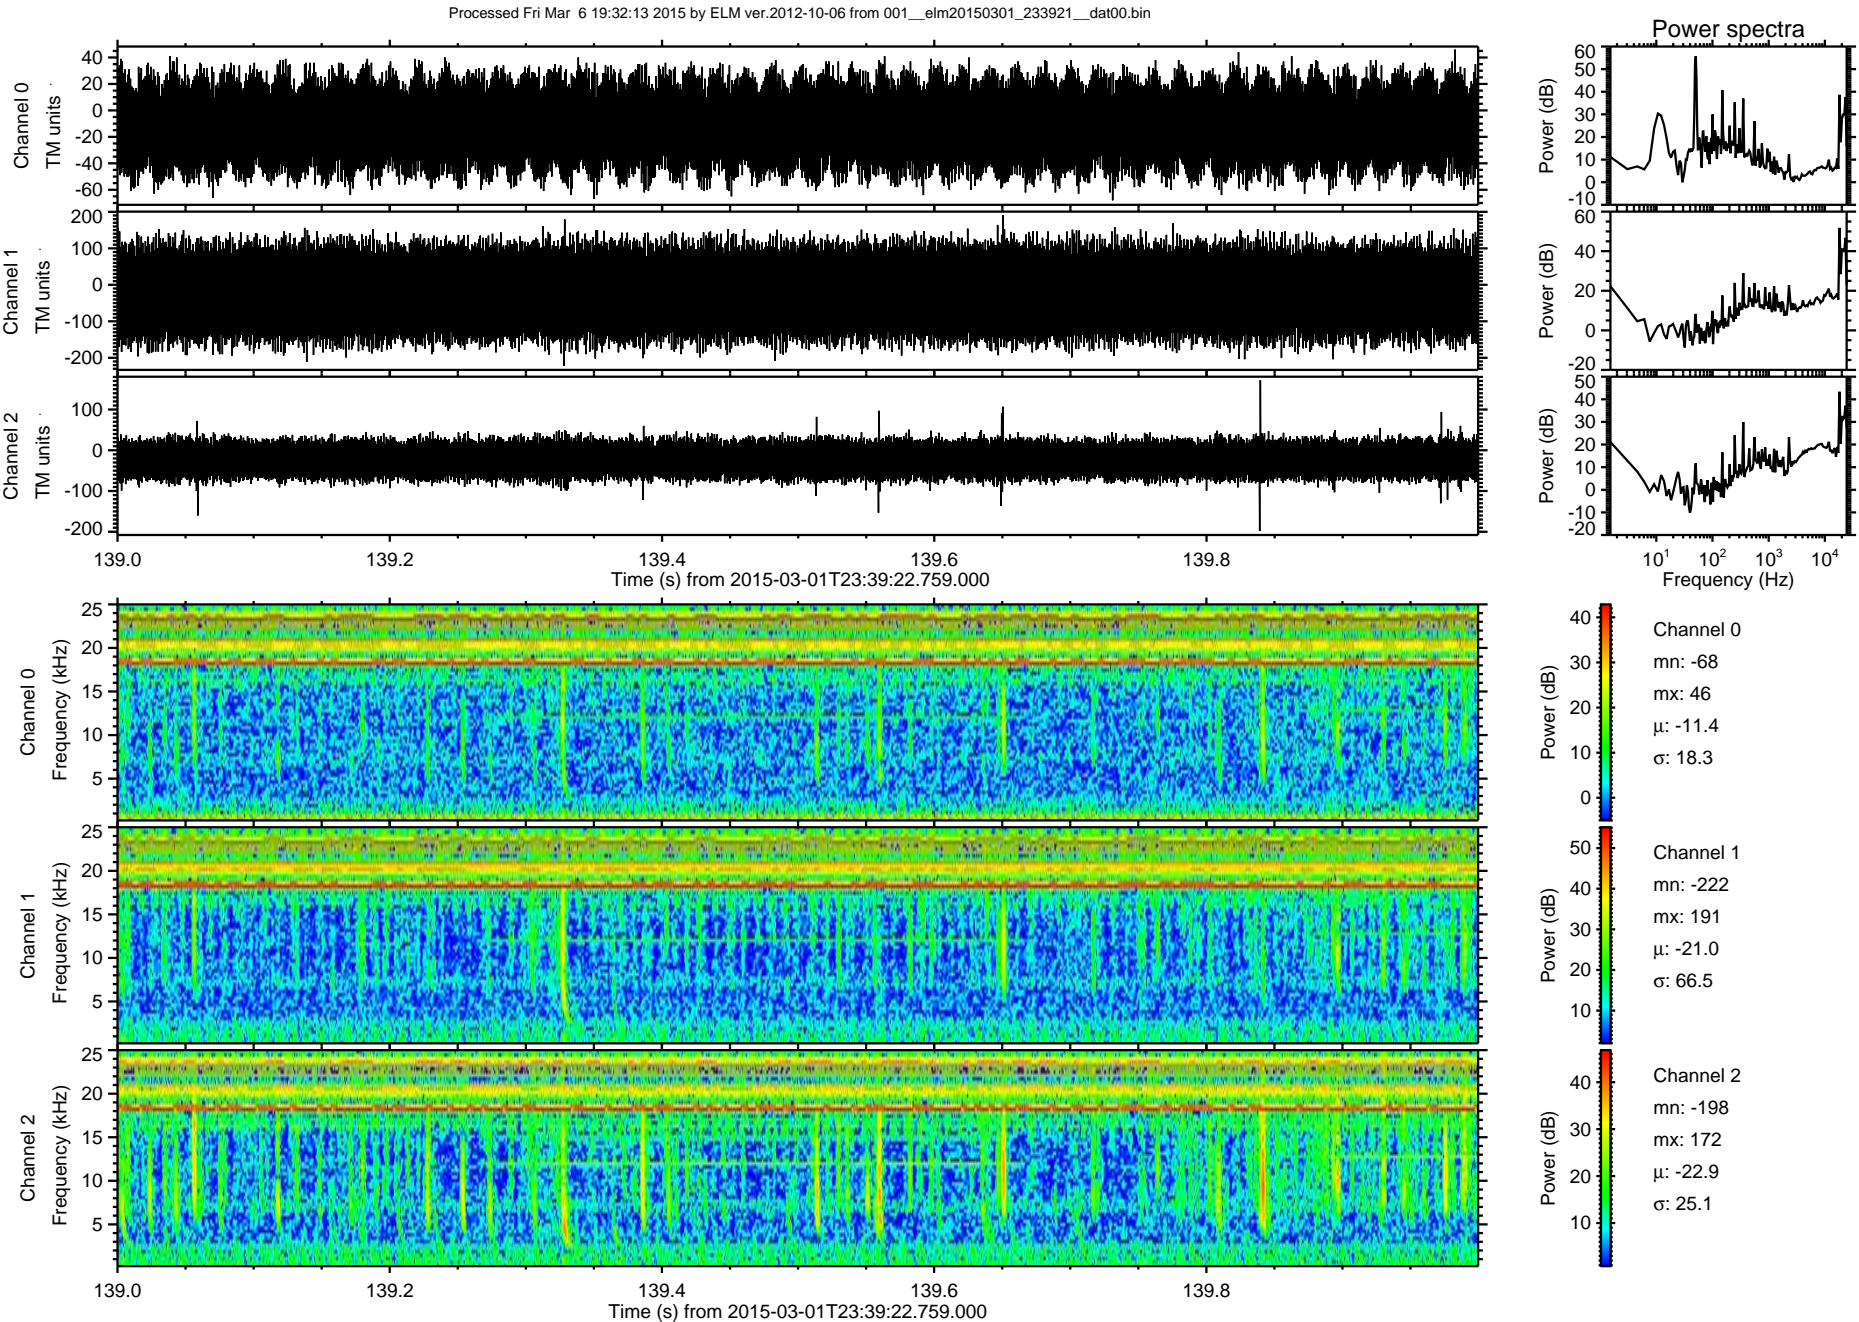 Processed Fri Mar  6 19:32:13 2015 by ELM ver.2012-10-06 from 001__elm20150301_233921__dat00.bin
Power spectra
Channel 0
TM units
40
20
0
-20
-40
-60
Power (dB)
60
50
40
30
20
10
0
-10
Channel 1
TM units
200
100
0
-100
-200
Power (dB)
60
40
20
0
-20
Channel 2
TM units
100
0
-100
-200
Power (dB)
50
40
30
20
10
0
-10
-20
139.0 139.2 139.4 139.6 139.8
Time (s) from 2015-03-01T23:39:22.759.000
10¹ 10² 10³ 10⁴
Frequency (Hz)
Channel 0
Frequency (kHz)
25
20
15
10
5
Power (dB)
40
30
20
10
0
Channel 0
mn: -68
mx: 46
μ: -11.4
σ: 18.3
Channel 1
Frequency (kHz)
25
20
15
10
5
Power (dB)
50
40
30
20
10
Channel 1
mn: -222
mx: 191
μ: -21.0
σ: 66.5
Channel 2
Frequency (kHz)
25
20
15
10
5
Power (dB)
40
30
20
10
Channel 2
mn: -198
mx: 172
μ: -22.9
σ: 25.1
139.0 139.2 139.4 139.6 139.8
Time (s) from 2015-03-01T23:39:22.759.000